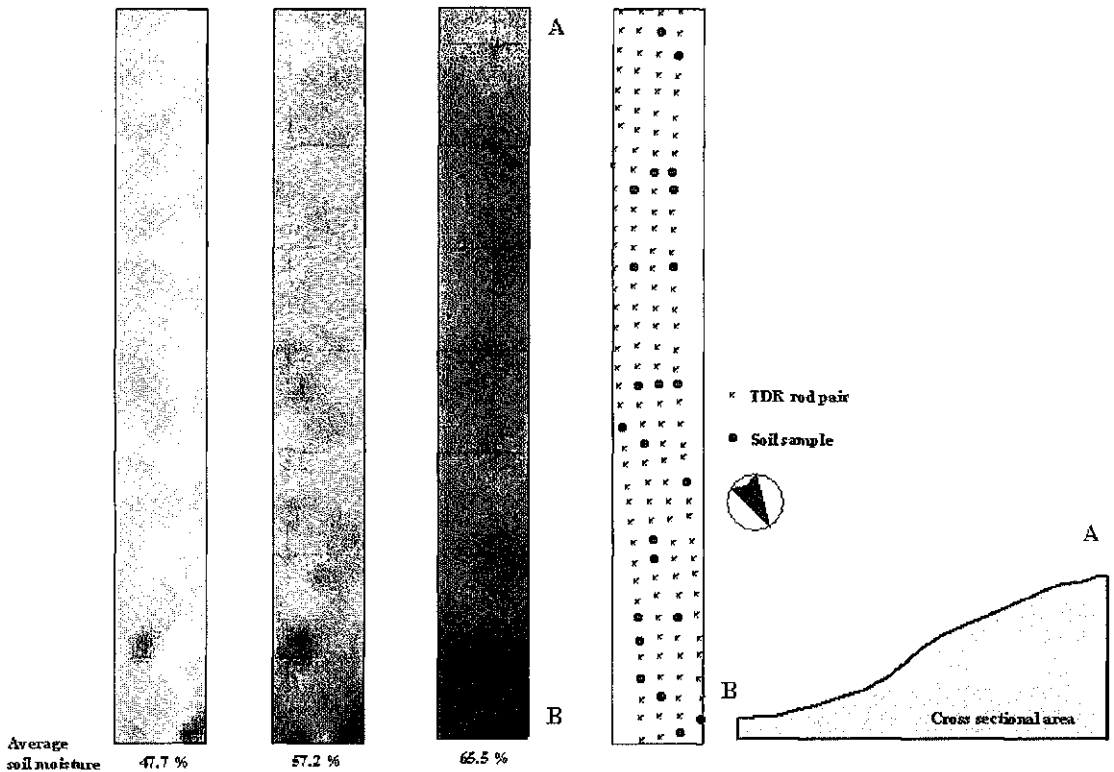 A
TDR rod pair
Soil sample
A
B
B
Cross sectional area
Average
soil moisture 47.7 % 57.2 % 65.5 %